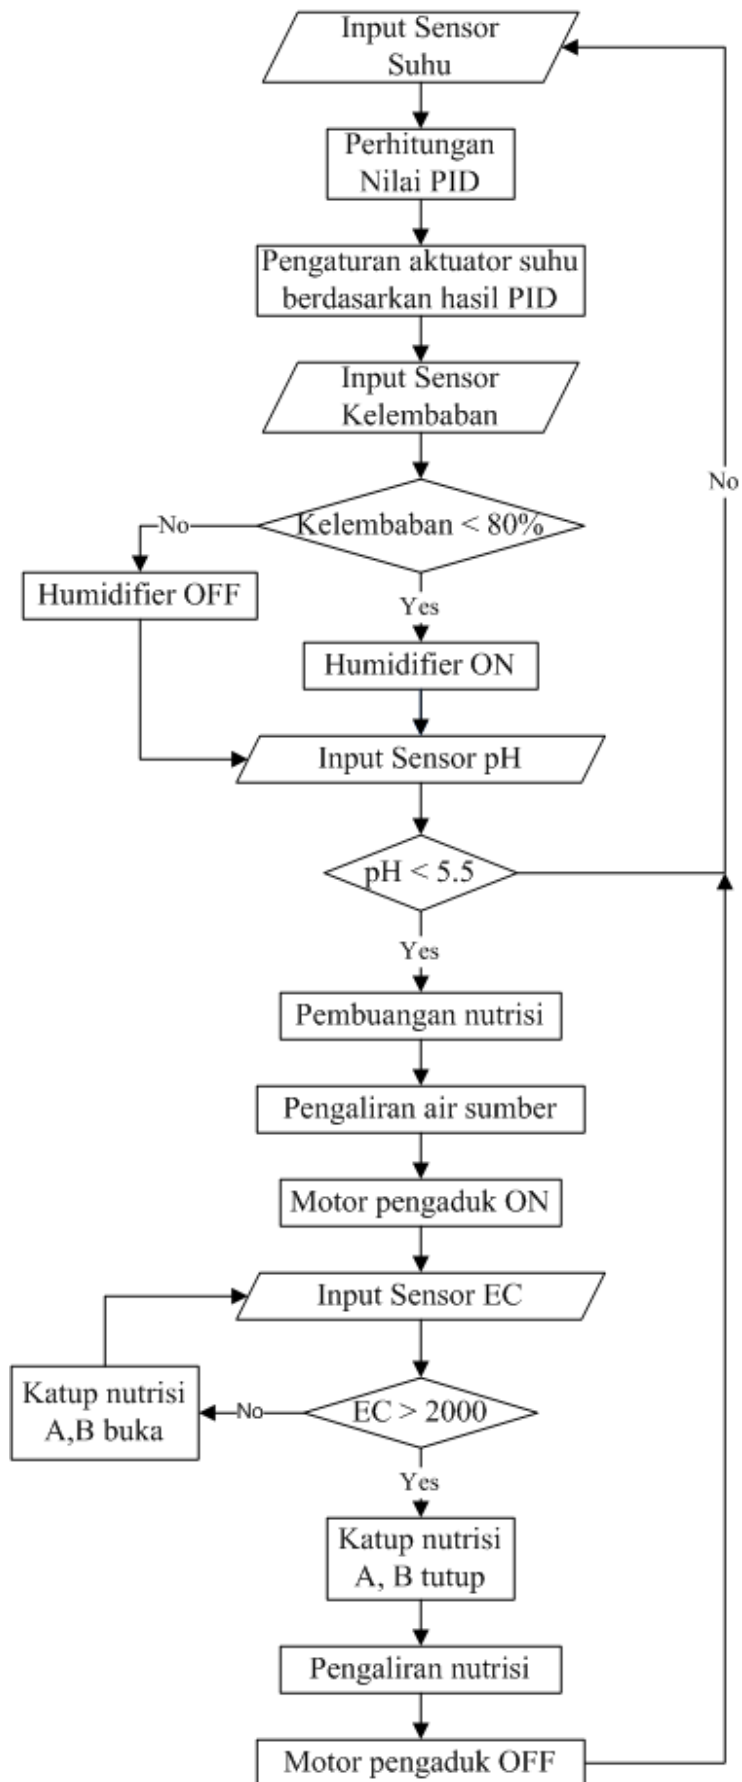 Input Sensor
Suhu
Perhitungan
Nilai PID
Pengaturan aktuator suhu
berdasarkan hasil PID
Input Sensor
Kelembaban
No
Kelembaban < 80%
No
Humidifier OFF
Yes
Humidifier ON
Input Sensor pH
pH < 5.5
Yes
Pembuangan nutrisi
Pengaliran air sumber
Motor pengaduk ON
Input Sensor EC
Katup nutrisi
A,B buka
No
EC > 2000
Yes
Katup nutrisi
A, B tutup
Pengaliran nutrisi
Motor pengaduk OFF